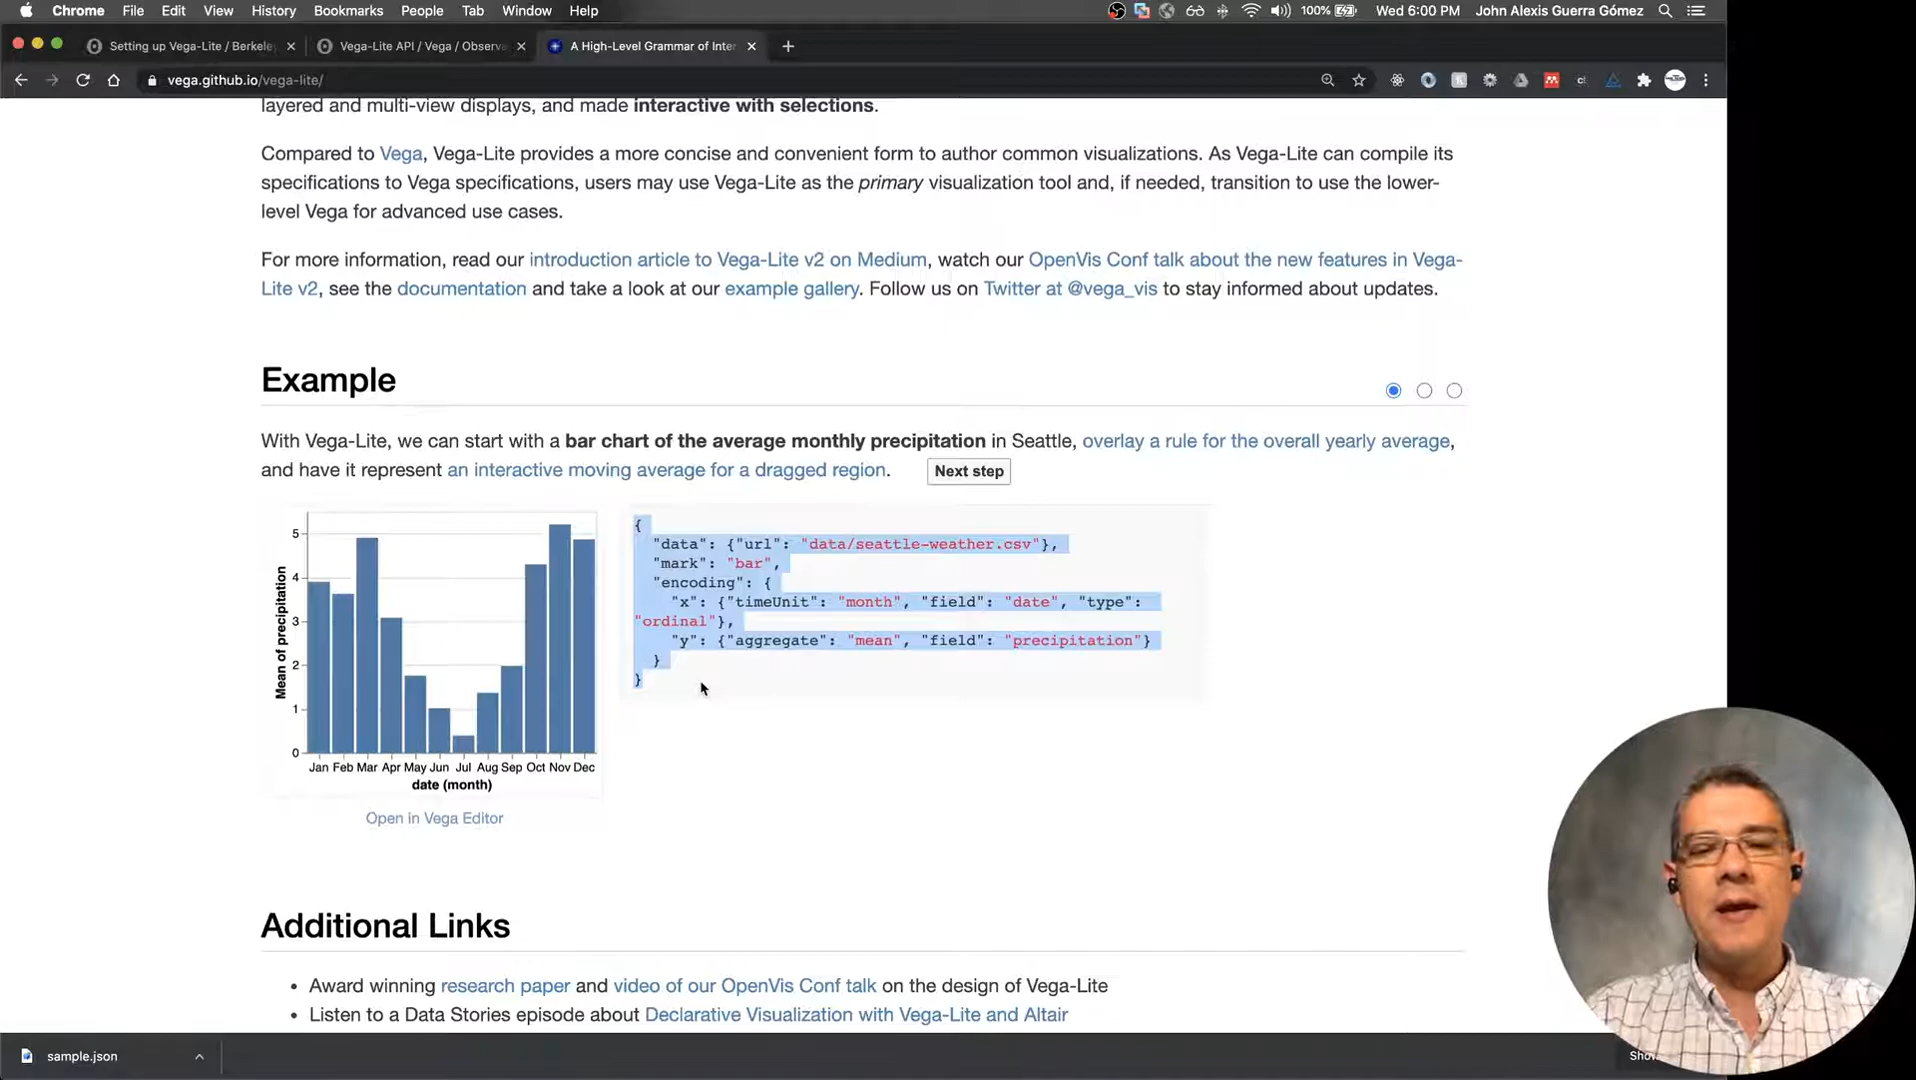 Chrome File Edit View History Bookmarks People Tab Window Help 100% Wed 6:00 PM John Alexis Guerra Gómez
Setting up Vega-Lite / Berkele Vega-Lite API / Vega / Observa A High-Level Grammar of Inter
vega.github.io/vega-lite/
layered and multi-view displays, and made interactive with selections.
Compared to Vega, Vega-Lite provides a more concise and convenient form to author common visualizations. As Vega-Lite can compile its
specifications to Vega specifications, users may use Vega-Lite as the primary visualization tool and, if needed, transition to use the lower-
level Vega for advanced use cases.
For more information, read our introduction article to Vega-Lite v2 on Medium, watch our OpenVis Conf talk about the new features in Vega-
Lite v2, see the documentation and take a look at our example gallery. Follow us on Twitter at @vega_vis to stay informed about updates.
Example
With Vega-Lite, we can start with a bar chart of the average monthly precipitation in Seattle, overlay a rule for the overall yearly average,
and have it represent an interactive moving average for a dragged region. Next step
{
"data": {"url": "data/seattle-weather.csv"},
"mark": "bar",
"encoding": {
"x": {"timeUnit": "month", "field": "date", "type":
"ordinal"},
"y": {"aggregate": "mean", "field": "precipitation"}
}
}
Mean of precipitation
5
4
3
2
1
0
Jan Feb Mar Apr May Jun Jul Aug Sep Oct Nov Dec
date (month)
Open in Vega Editor
Additional Links
• Award winning research paper and video of our OpenVis Conf talk on the design of Vega-Lite
• Listen to a Data Stories episode about Declarative Visualization with Vega-Lite and Altair
sample.json